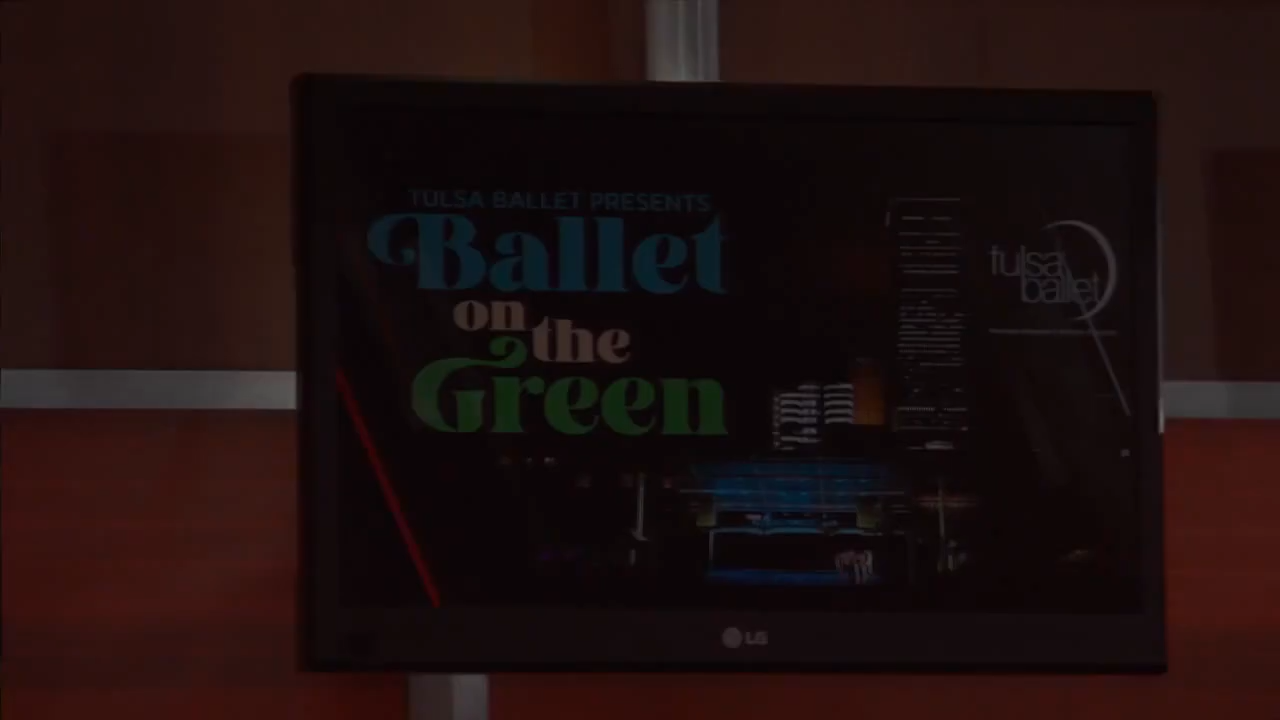 TULSA BALLET PRESENTS
Ballet
on the
Green
tulsa
ballet
LG